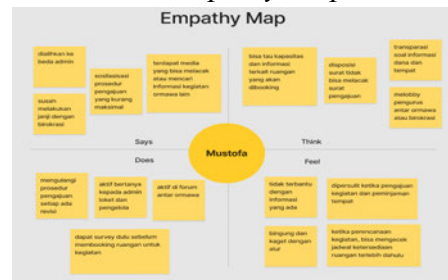 Empathy Map
dialihkan ke
beda admin
susah
melakukan
janji dengan
birokrasi
sosialisasi
prosedur
pengajuan
yang kurang
maksimal
terdapat media
yang bisa melacak
atau mencari
informasi kegiatan
ormawa lain
bisa tau kapasitas
dan informasi
terkait ruangan
yang akan
dibooking
disposisi
surat tidak
bisa melacak
surat
pengajuan
transparasi
soal informasi
dana dan
tempat
melobby
pengurus
antar ormawa
atau birokrasi
Says
Think
Mustofa
Does
Feel
mengulangi
prosedur
pengajuan
setiap ada
revisi
aktif bertanya
kepada admin
loket dan
pengelola
aktif di forum
antar ormawa
dapat survey dulu sebelum
membooking ruangan untuk
kegiatan
tidak terbantu
dengan
informasi
yang ada
dipersulit ketika pengajuan
kegiatan dan peminjaman
tempat
bingung dan
kaget dengan
alur
ketika perencanaan
kegiatan, bisa mengecek
jadwal ketersediaan
ruangan terlebih dahulu